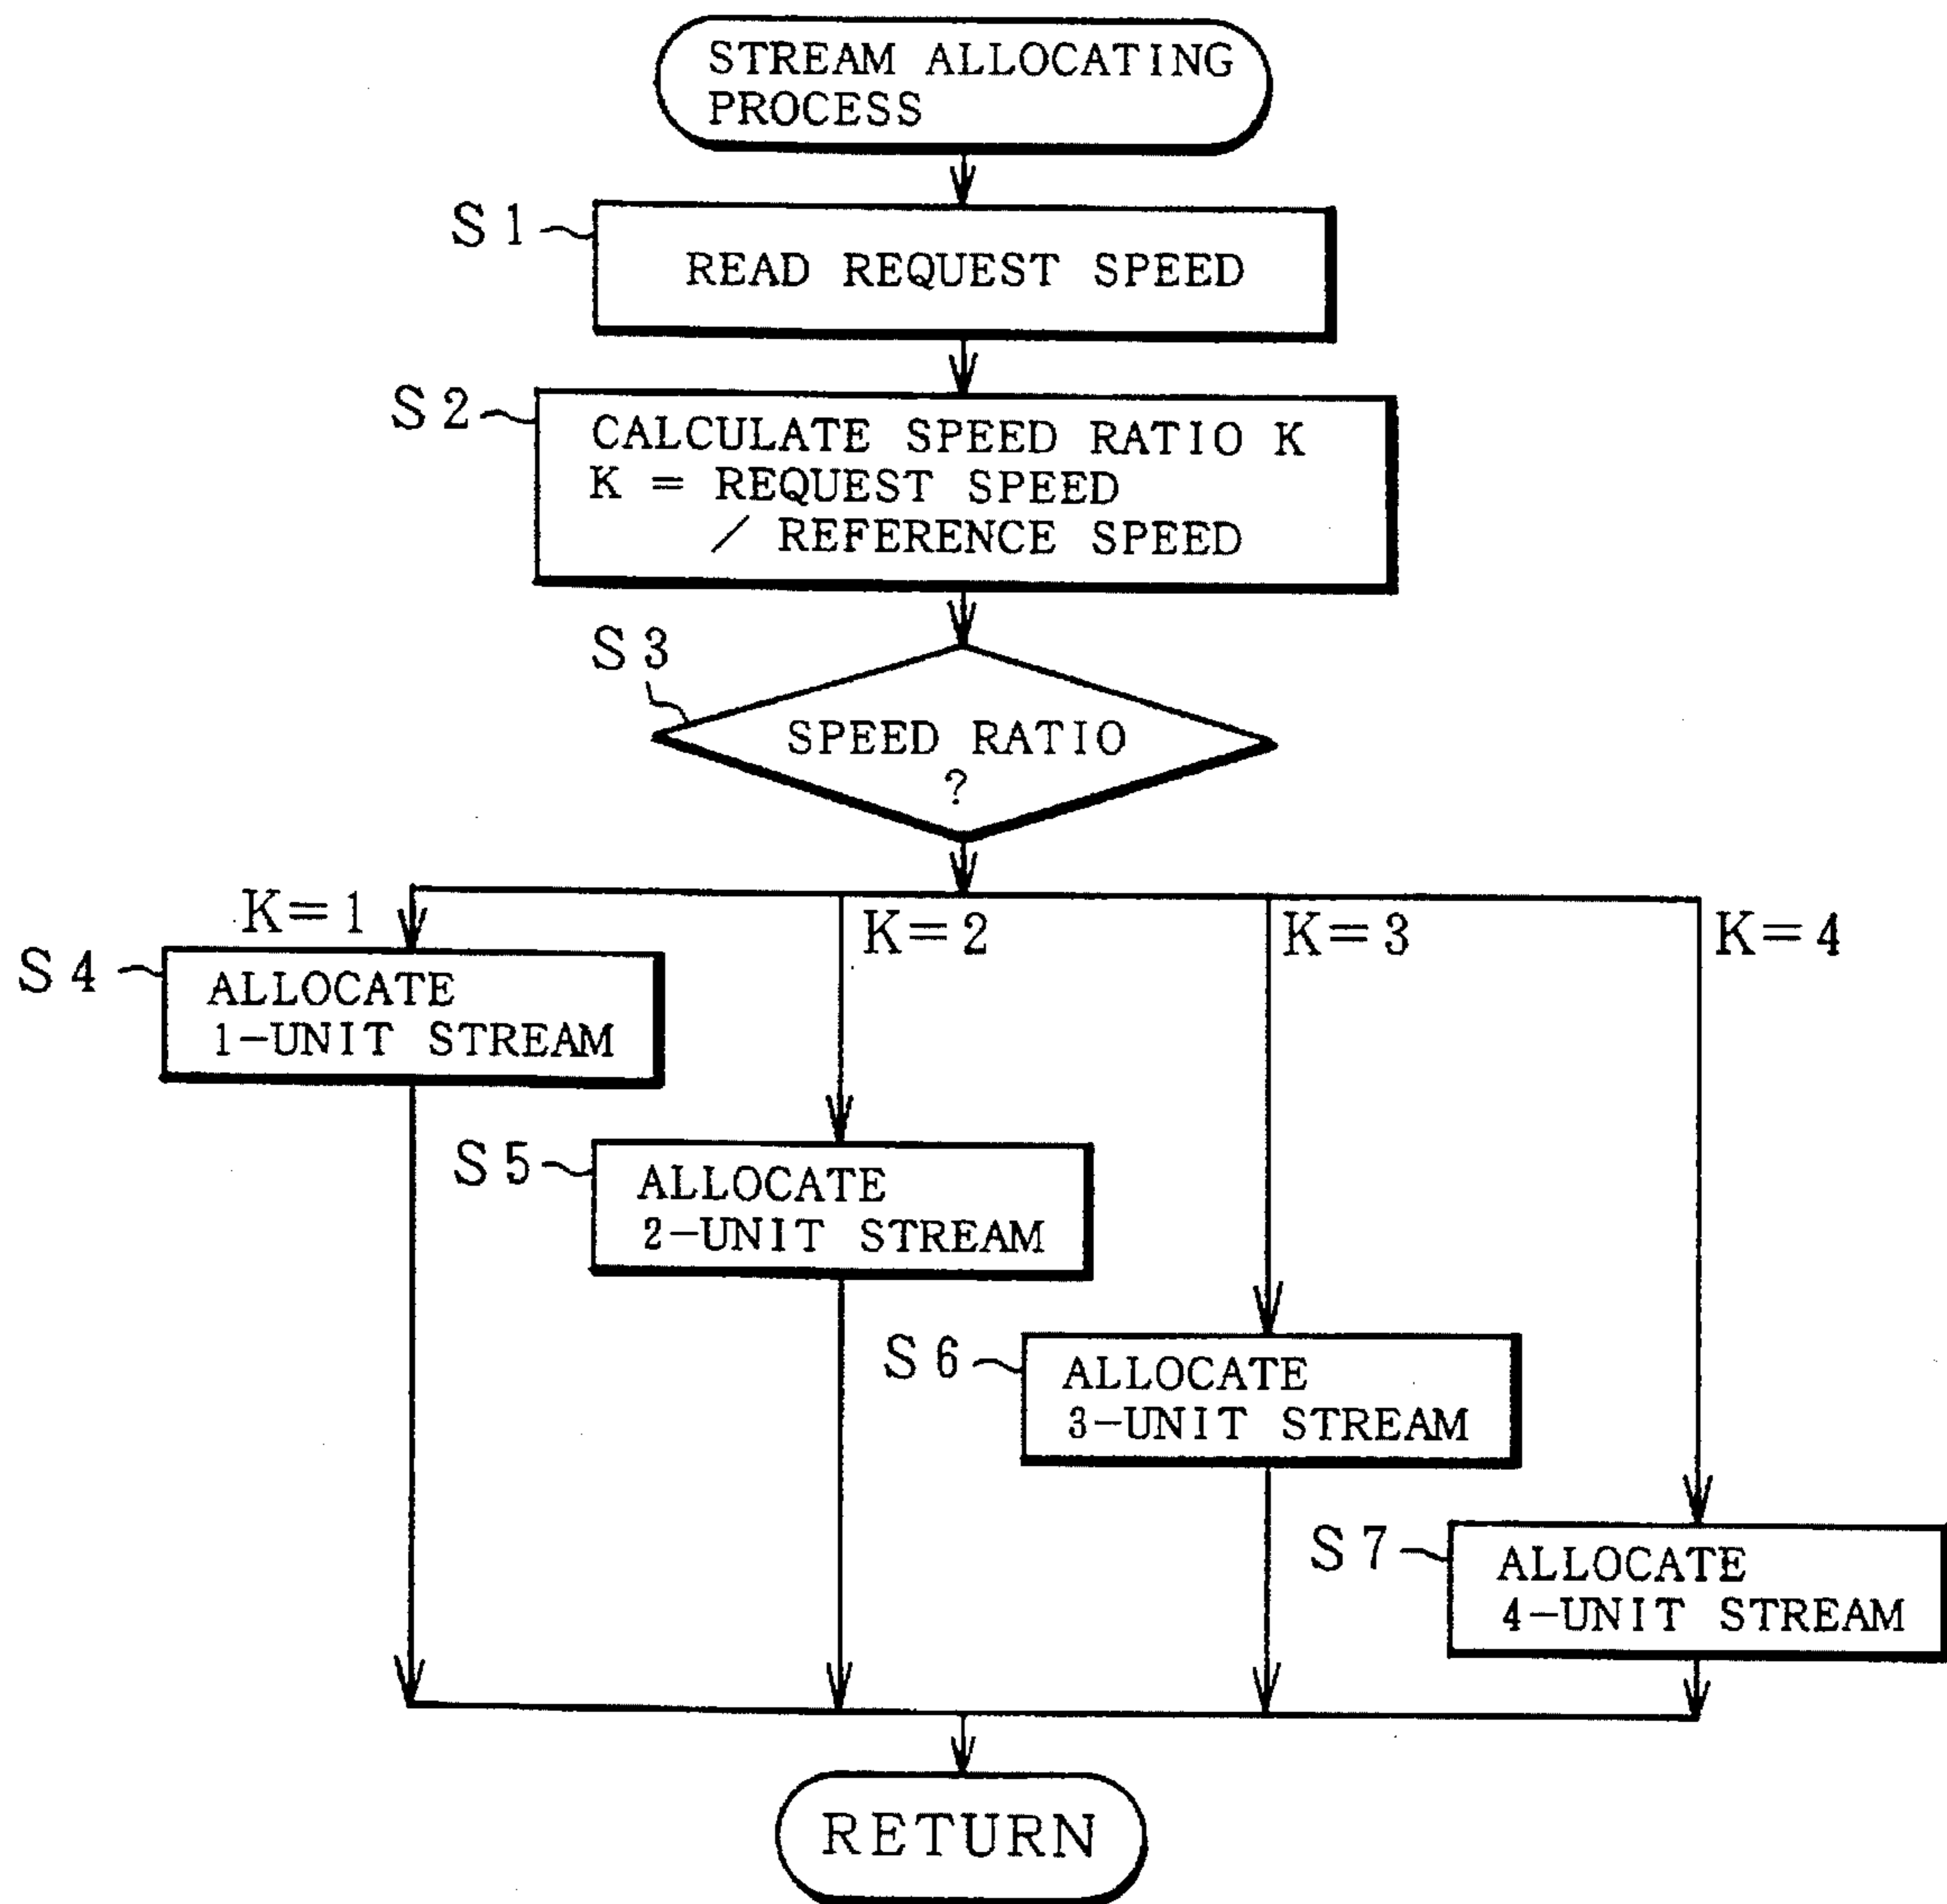 STREAM ALLOCATING
PROCESS
S1
READ REQUEST SPEED
S2
CALCULATE SPEED RATIO K
K = REQUEST SPEED
/ REFERENCE SPEED
S3
SPEED RATIO
?
K=1
K=2
K=3
K=4
S4
ALLOCATE
1-UNIT STREAM
S5
ALLOCATE
2-UNIT STREAM
S6
ALLOCATE
3-UNIT STREAM
S7
ALLOCATE
4-UNIT STREAM
RETURN